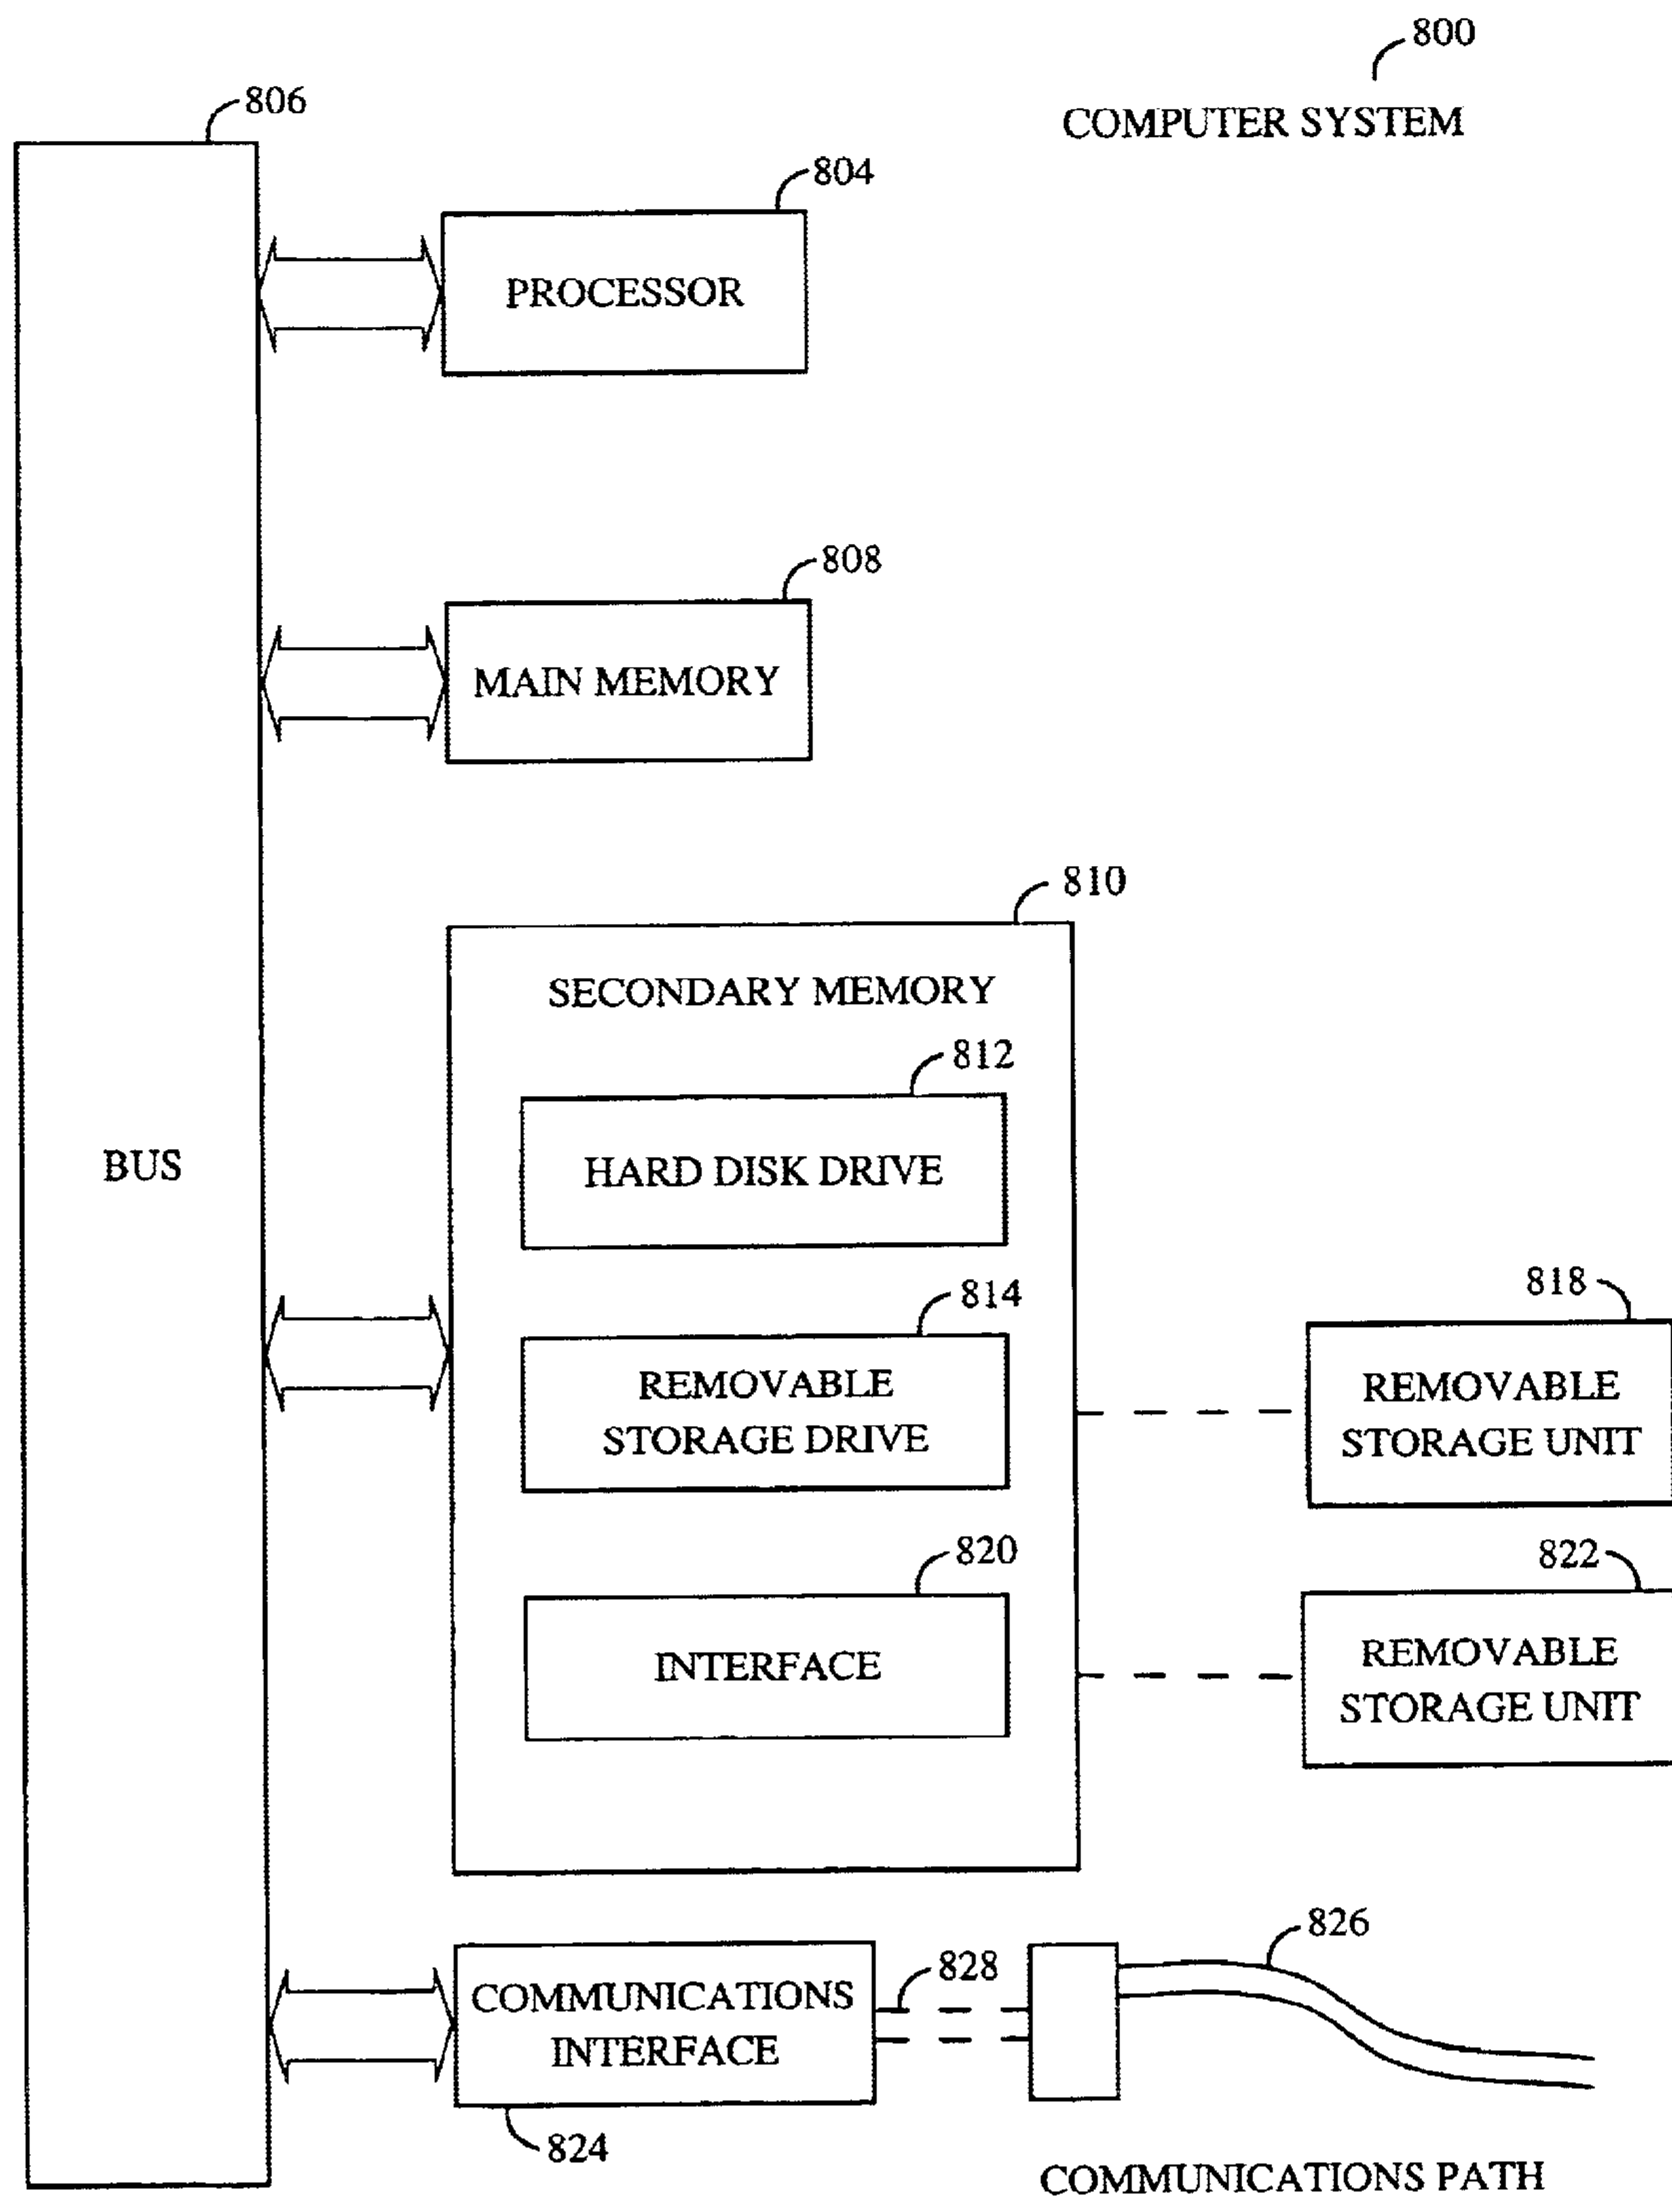 800
COMPUTER SYSTEM
806
804
PROCESSOR
808
MAIN MEMORY
810
SECONDARY MEMORY
812
HARD DISK DRIVE
BUS
814
REMOVABLE
STORAGE DRIVE
818
REMOVABLE
STORAGE UNIT
820
INTERFACE
822
REMOVABLE
STORAGE UNIT
826
828
COMMUNICATIONS
INTERFACE
824
COMMUNICATIONS PATH